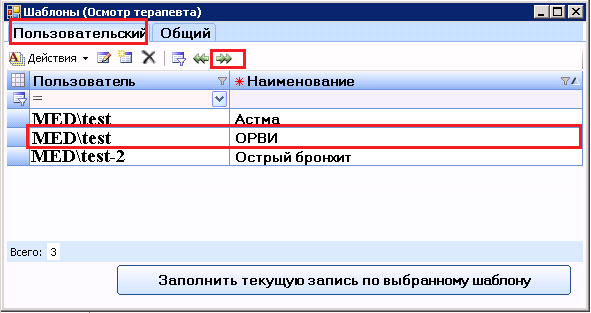 Шаблоны (Осмотр терапевта)
Пользовательский Общий
Действия
Пользователь * Наименование
=
MED\test Астма
MED\test ОРВИ
MED\test-2 Острый бронхит
Всего: 3
Заполнить текущую запись по выбранному шаблону